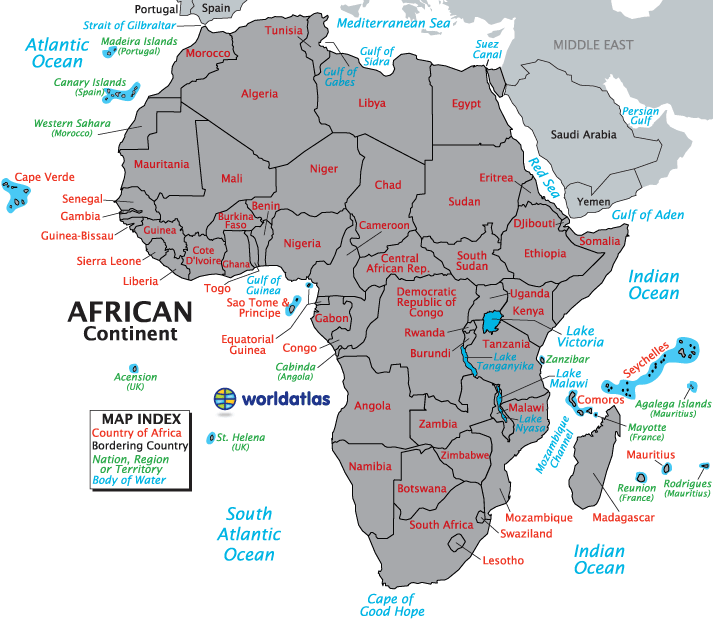 Portugal
Spain
Strait of Gilbraltar
Mediterranean Sea
Atlantic
Ocean
Madeira Islands
(Portugal)
Tunisia
Morocco
Gulf of
Sidra
Suez
Canal
MIDDLE EAST
Gulf of
Gabes
Canary Islands
(Spain)
Algeria
Libya
Egypt
Persian
Gulf
Western Sahara
(Morocco)
Saudi Arabia
Mauritania
Mali
Niger
Chad
Red Sea
Cape Verde
Eritrea
Sudan
Yemen
Senegal
Gambia
Guinea-Bissau
Benin
Burkina
Faso
Guinea
Gulf of Aden
DJibouti
Cameroon
Nigeria
Somalia
Sierra Leone
Cote
D'Ivoire
Ghana
Central
African Rep.
South
Sudan
Ethiopia
Liberia
Togo
Gulf of
Guinea
Indian
Ocean
Sao Tome &
Principe
Democratic
Republic of
Congo
Uganda
Kenya
AFRICAN
Continent
Gabon
Rwanda
Lake
Victoria
Equatorial
Guinea
Congo
Burundi
Tanzania
Cabinda
(Angola)
Lake
Tanganyika
Zanzibar
Seychelles
Acension
(UK)
Lake
Malawi
Agalega Islands
(Mauritius)
worldatlas
Angola
Malawi
Comoros
MAP INDEX
Country of Africa
Bordering Country
Nation, Region
or Territory
Body of Water
Zambia
Lake
Nyasa
Mayotte
(France)
St. Helena
(UK)
Mozambique
Channel
Zimbabwe
Mauritius
Namibia
Botswana
Reunion
(France)
Rodrigues
(Mauritius)
South
Atlantic
Ocean
South Africa
Mozambique
Swaziland
Madagascar
Lesotho
Indian
Ocean
Cape of
Good Hope